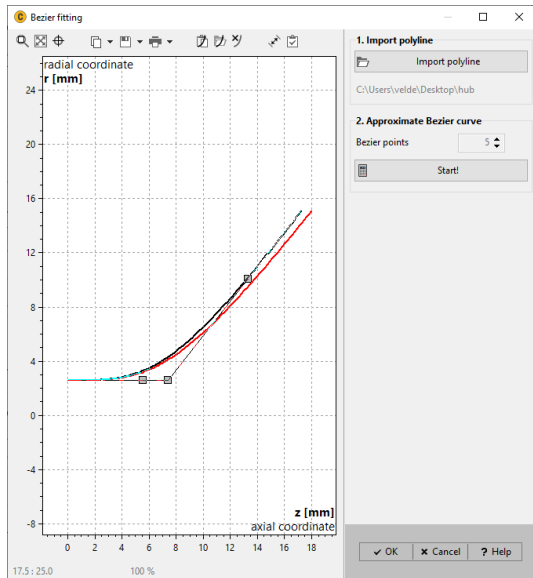 Bezier fitting
radial coordinate
r [mm]
24
20
16
12
8
4
0
-4
-8
z [mm]
axial coordinate
0 2 4 6 8 10 12 14 16 18
17.5 : 25.0 100 %
1. Import polyline
Import polyline
C:\Users\velde\Desktop\hub
2. Approximate Bezier curve
Bezier points 5
Start!
OK Cancel ? Help